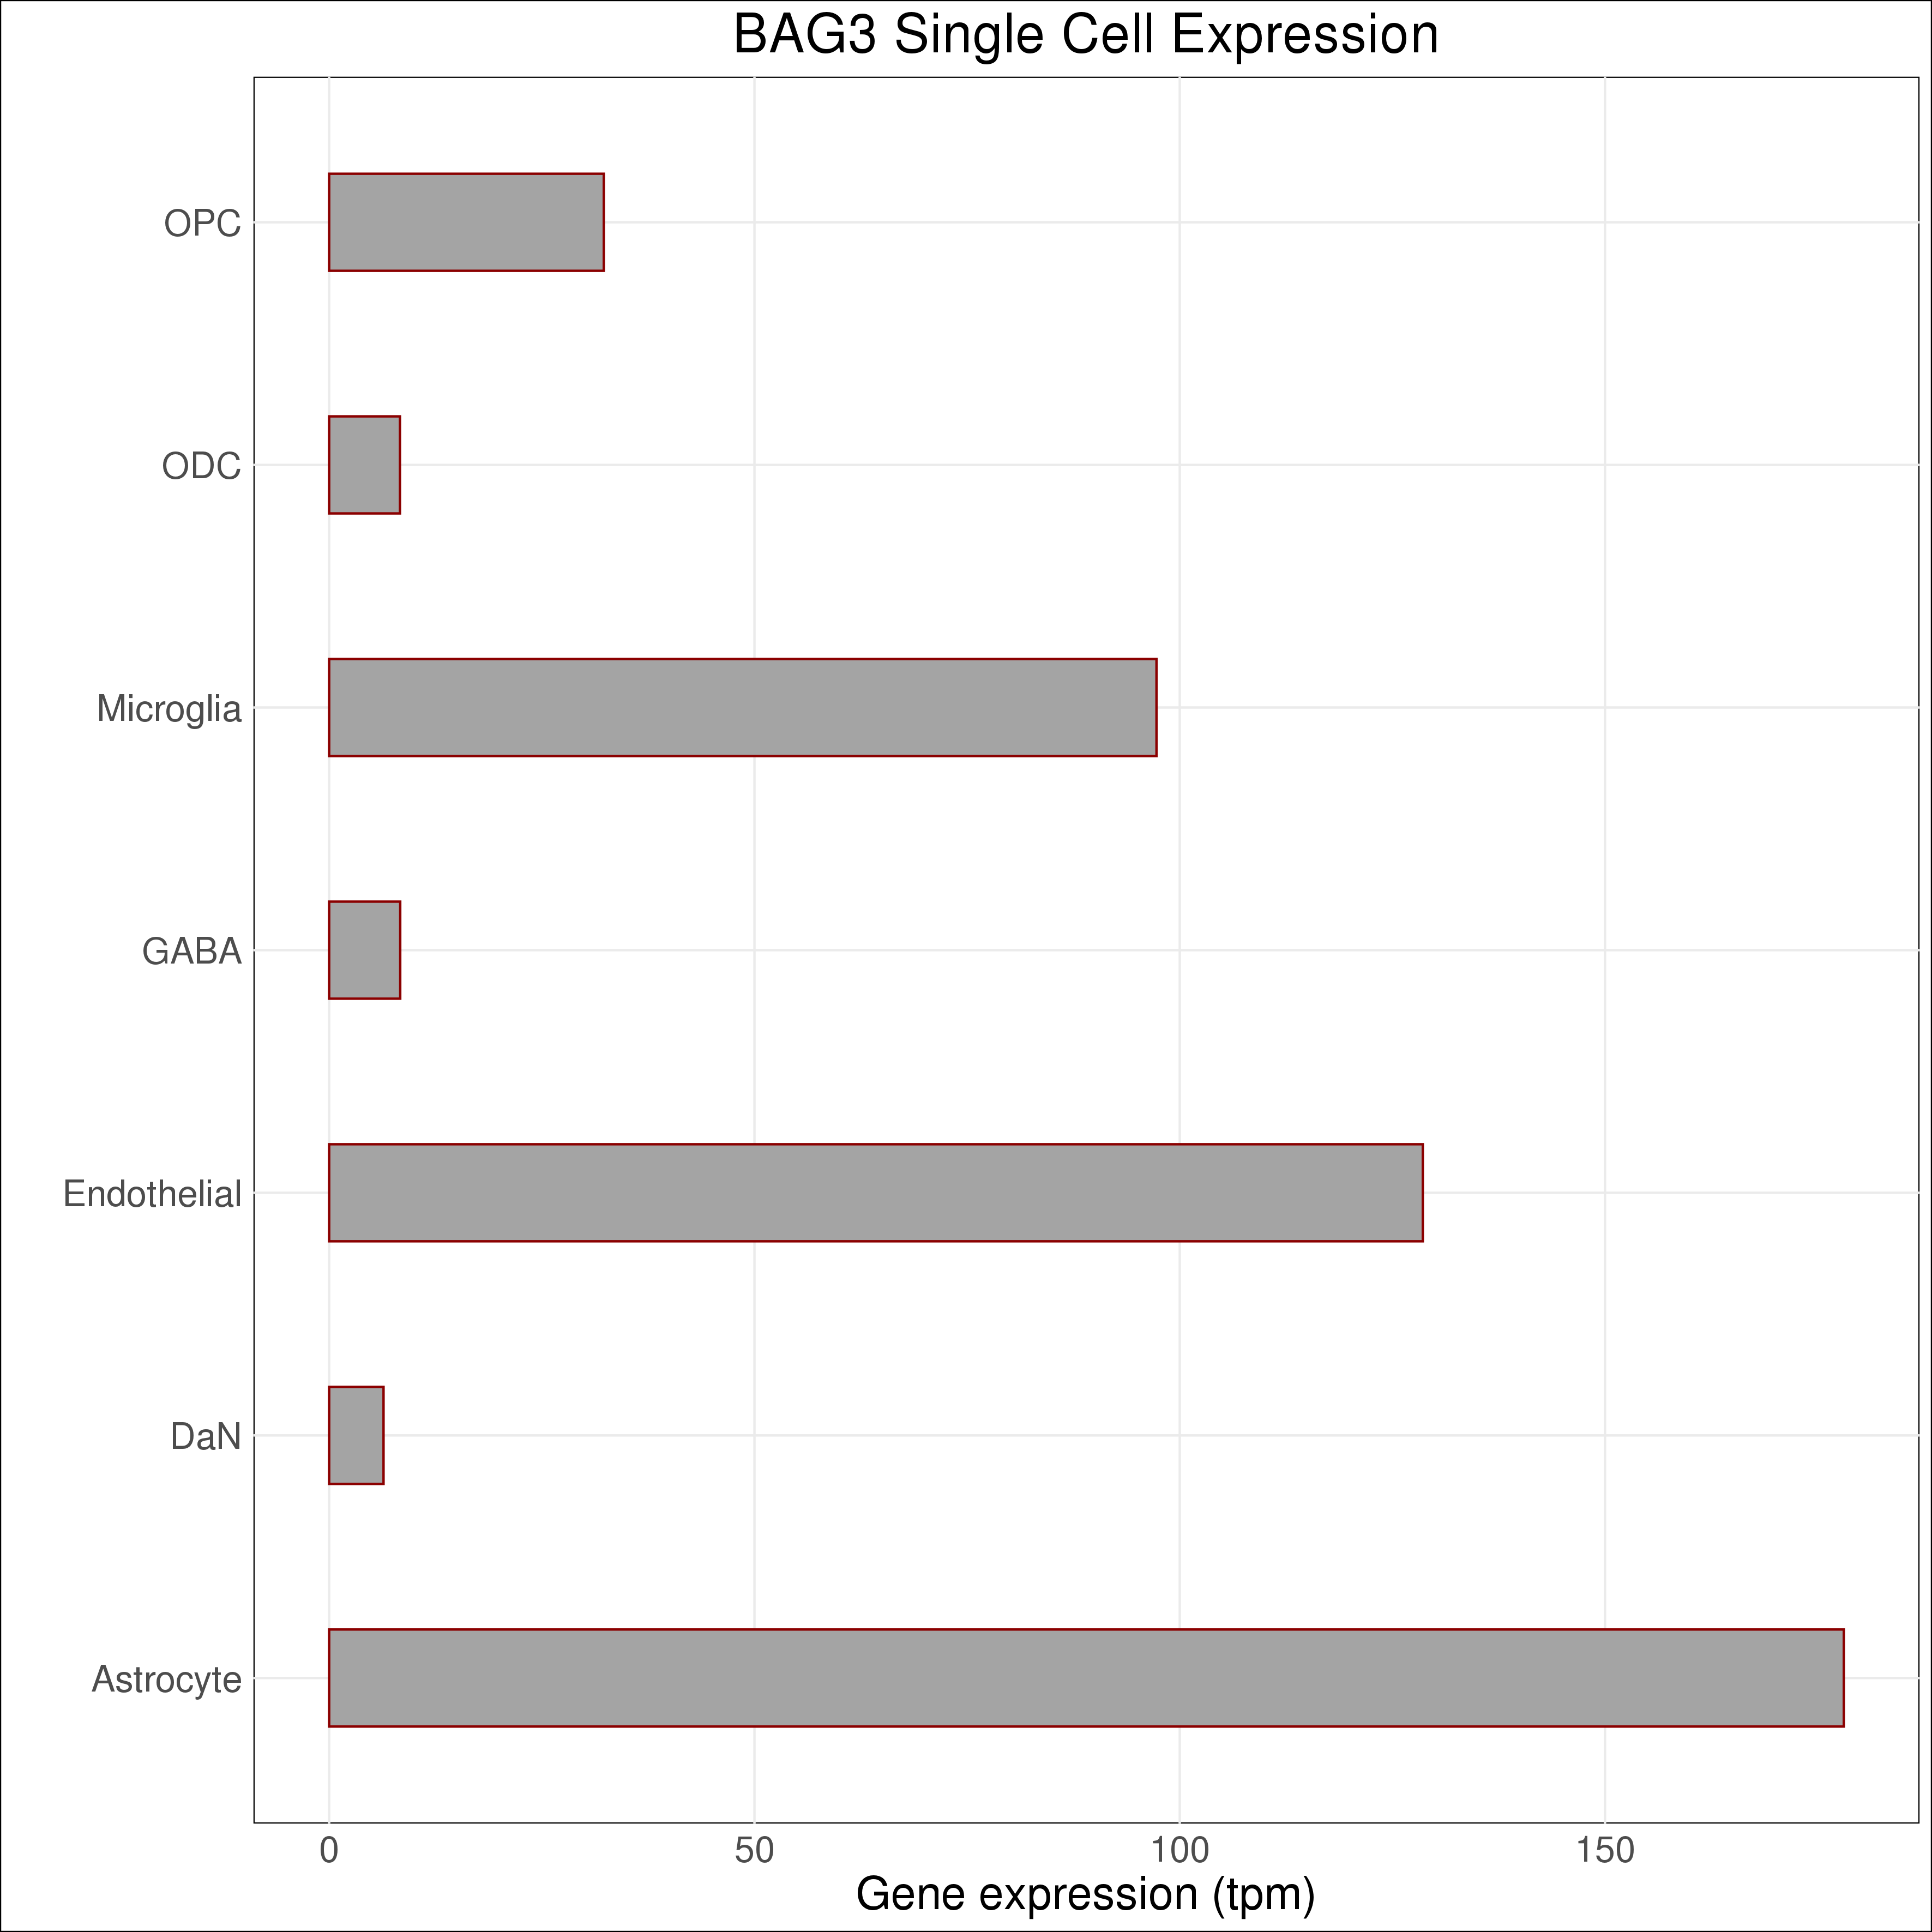 BAG3 Single Cell Expression
OPC
ODC
Microglia
GABA
Endothelial
DaN
Astrocyte
0 50 100 150
Gene expression (tpm)